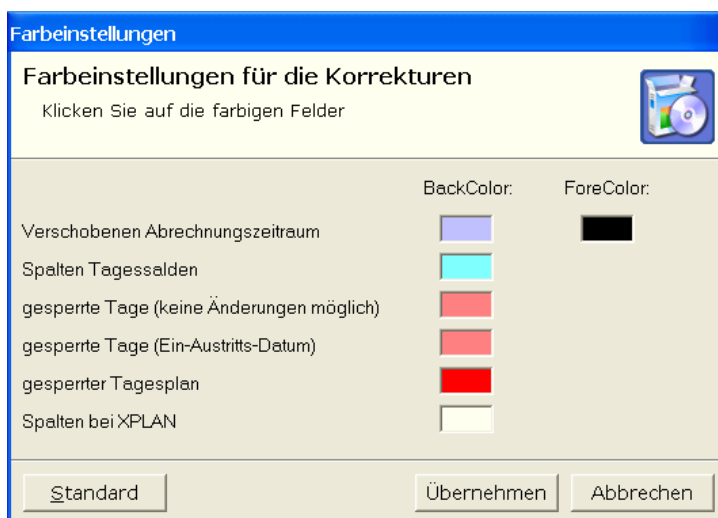 Farbeinstellungen
Farbeinstellungen für die Korrekturen
Klicken Sie auf die farbigen Felder
BackColor: ForeColor:
Verschobenen Abrechnungszeitraum
Spalten Tagessalden
gesperrte Tage (keine Änderungen möglich)
gesperrte Tage (Ein-Austritts-Datum)
gesperrter Tagesplan
Spalten bei XPLAN
Standard Übernehmen Abbrechen